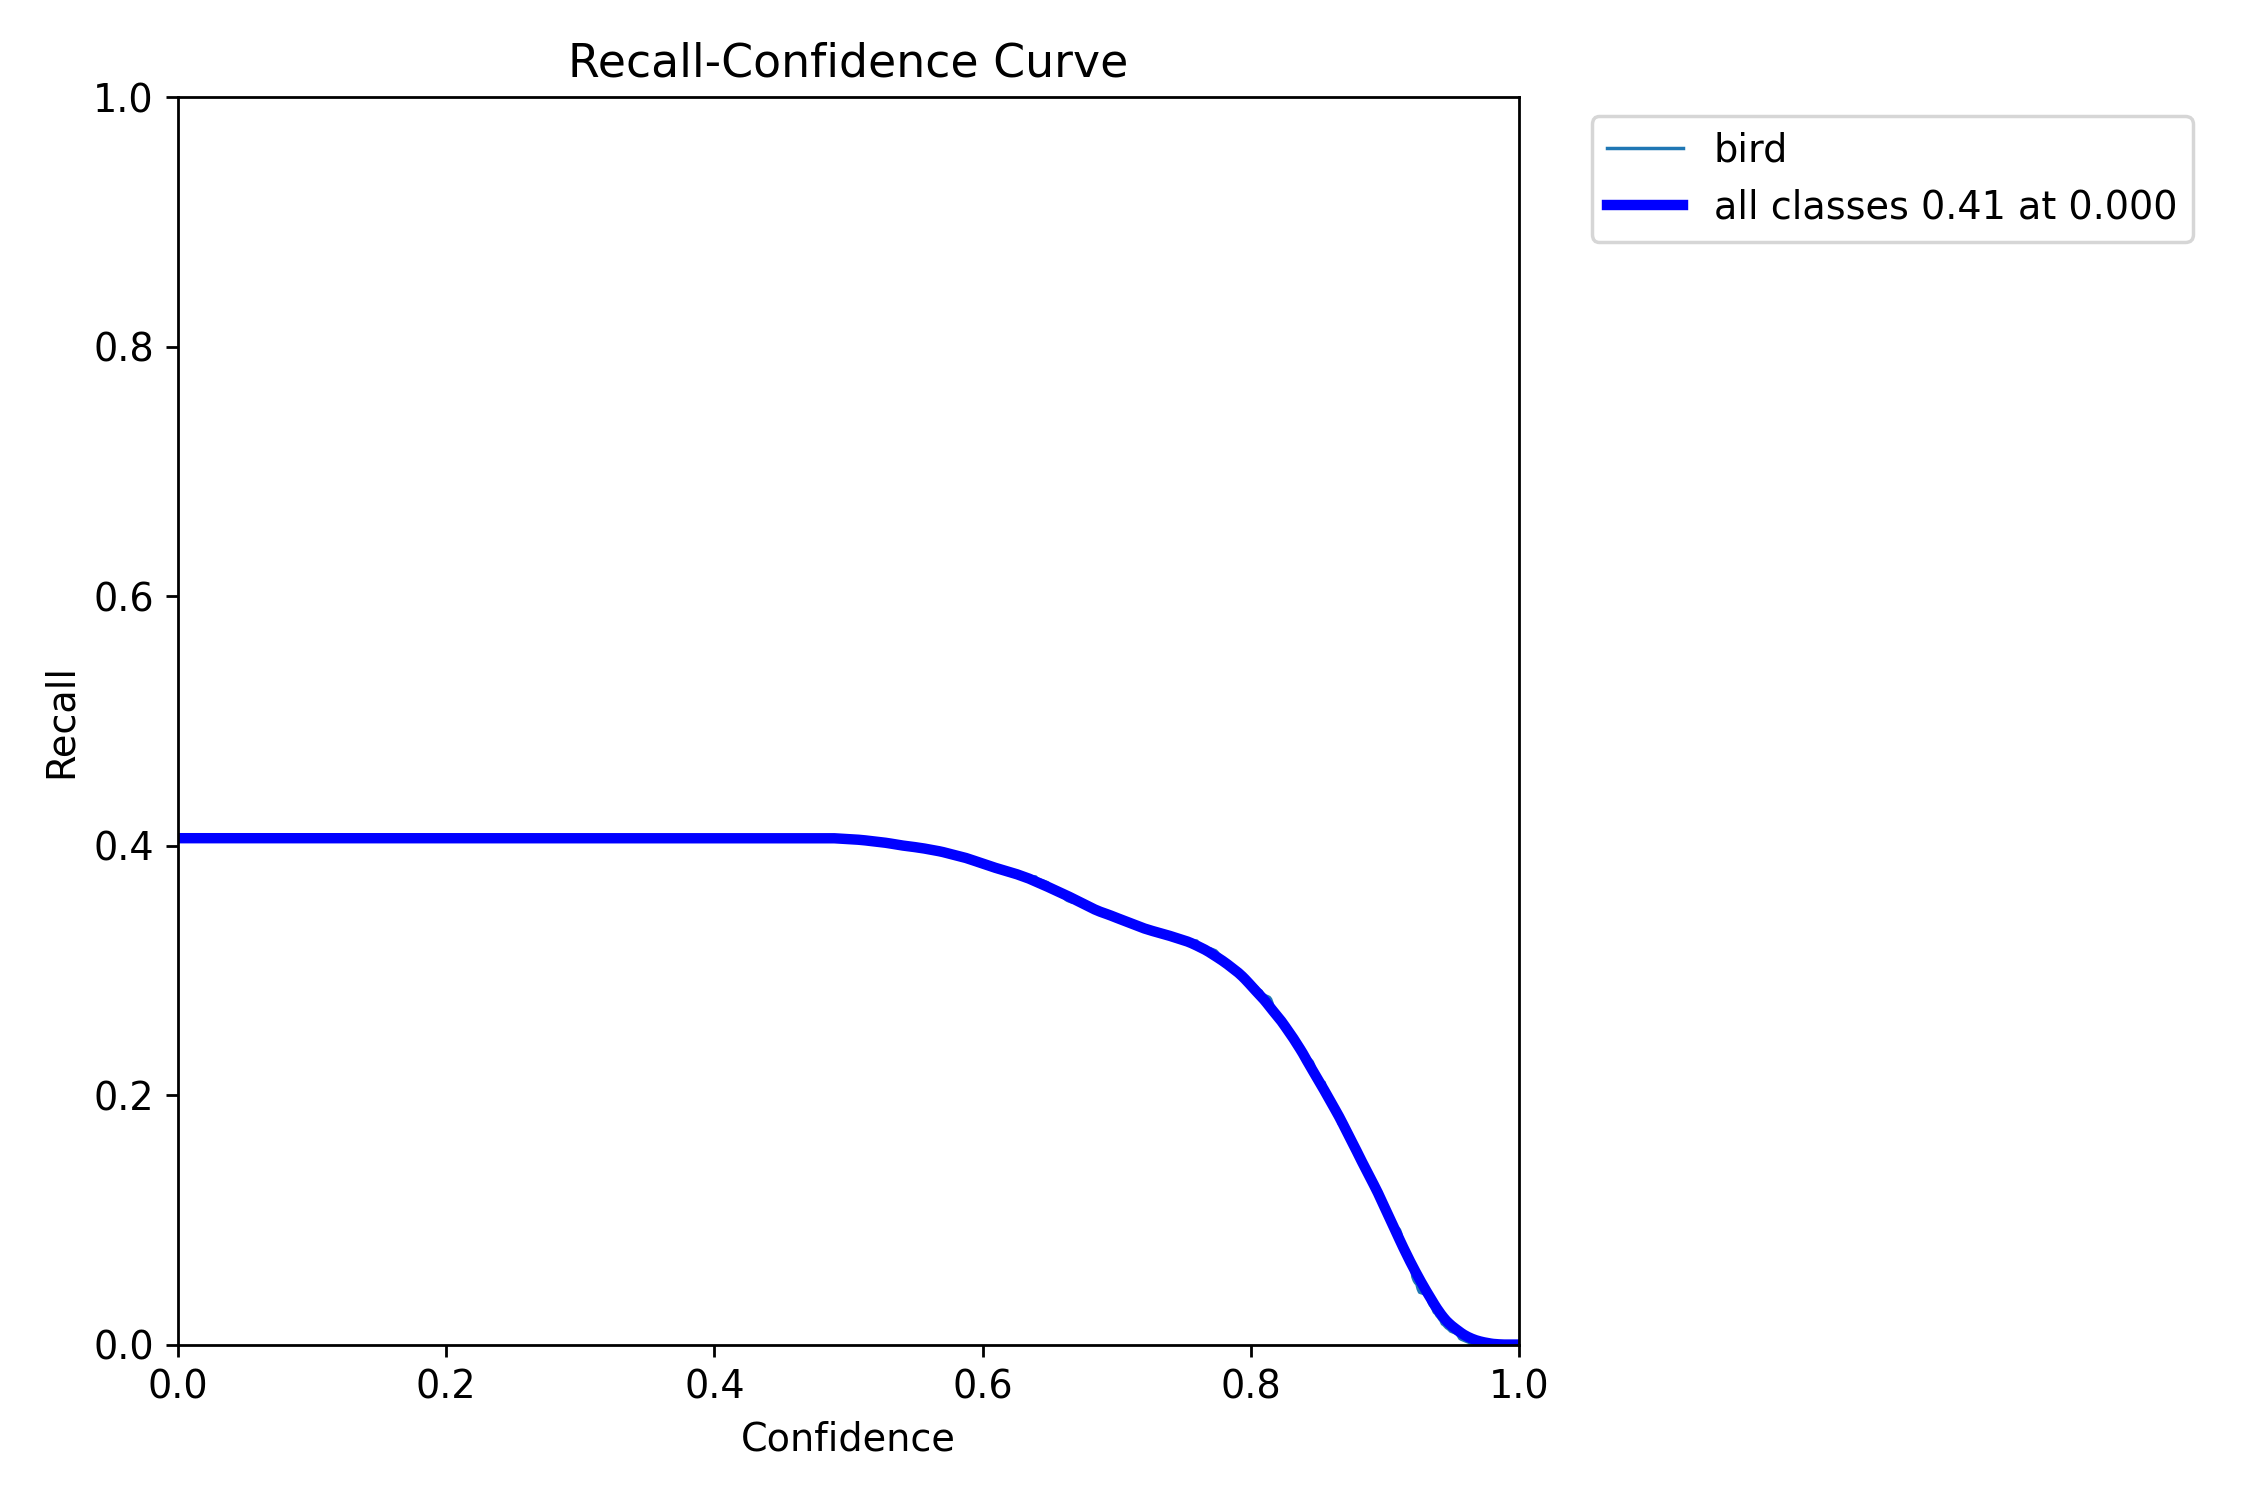 Recall-Confidence Curve
1.0
0.8
0.6
0.4
0.2
0.0
Recall
0.0 0.2 0.4 0.6 0.8 1.0
Confidence
bird
all classes 0.41 at 0.000